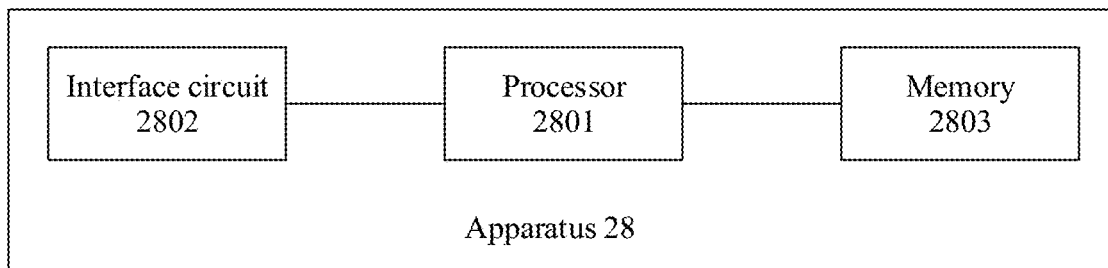 Interface circuit
2802
Processor
2801
Memory
2803
Apparatus 28